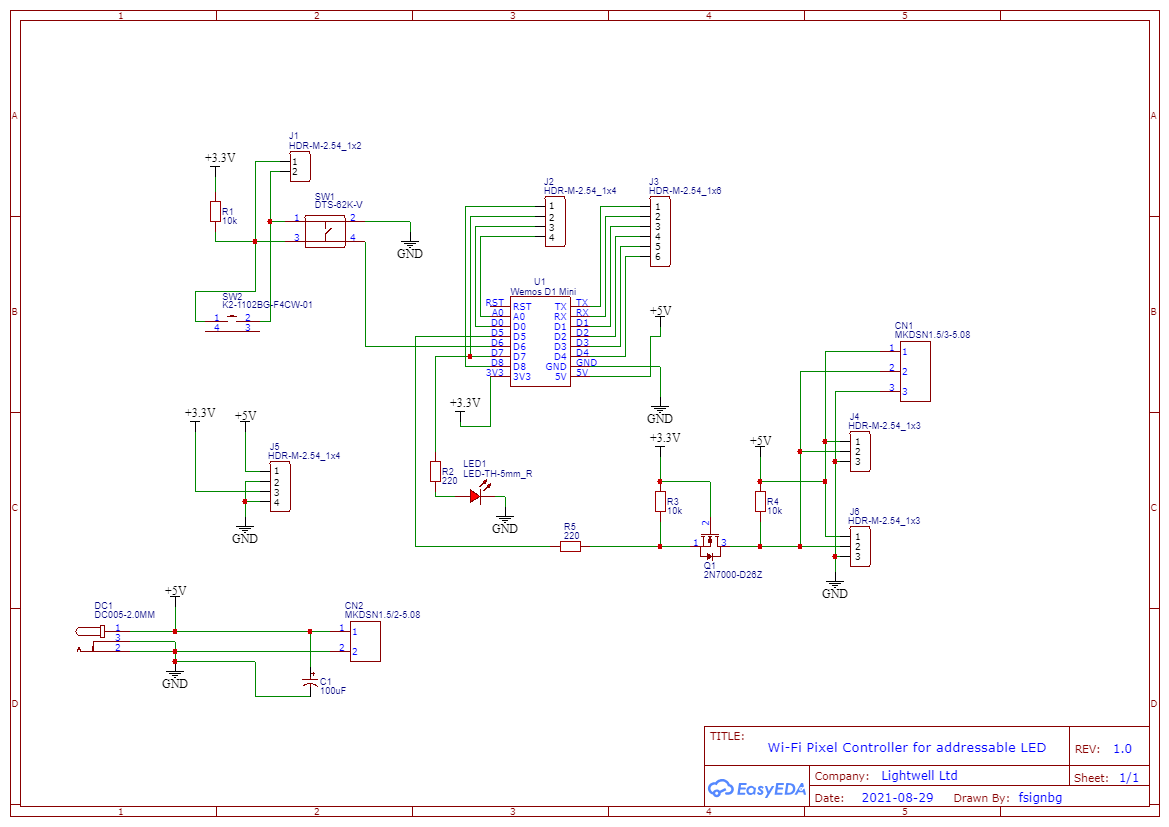 1 2 3 4 5
A A
B B
C C
D D
J1
HDR-M-2.54_1x2
1
2
+3.3V
R1
10k
SW1
DTS-62K-V
1 2
3 4
GND
SW2
K2-1102BG-F4CW-01
1 2
4 3
J2
HDR-M-2.54_1x4
1
2
3
4
J3
HDR-M-2.54_1x6
1
2
3
4
5
6
U1
Wemos D1 Mini
RST RST TX TX
A0 A0 RX RX
D0 D0 D1 D1
D5 D5 D2 D2
D6 D6 D3 D3
D7 D7 D4 D4
D8 D8 GND GND
3V3 3V3 5V 5V
+5V
GND
+3.3V
CN1
MKDSN1.5/3-5.08
1 1
2 2
3 3
+3.3V
+5V
J5
HDR-M-2.54_1x4
1
2
3
4
GND
R2
220
LED1
LED-TH-5mm_R
GND
+3.3V
R3
10k
+5V
R4
10k
J4
HDR-M-2.54_1x3
1
2
3
R5
220
2
1 3
Q1
2N7000-D26Z
J6
HDR-M-2.54_1x3
1
2
3
GND
+5V
DC1
DC005-2.0MM
1
3
2
GND
CN2
MKDSN1.5/2-5.08
1 1
2 2
+
C1
100uF
TITLE:
Wi-Fi Pixel Controller for addressable LED
REV: 1.0
EasyEDA
Company: Lightwell Ltd
Sheet: 1/1
Date: 2021-08-29 Drawn By: fsignbg
1 2 3 4 5